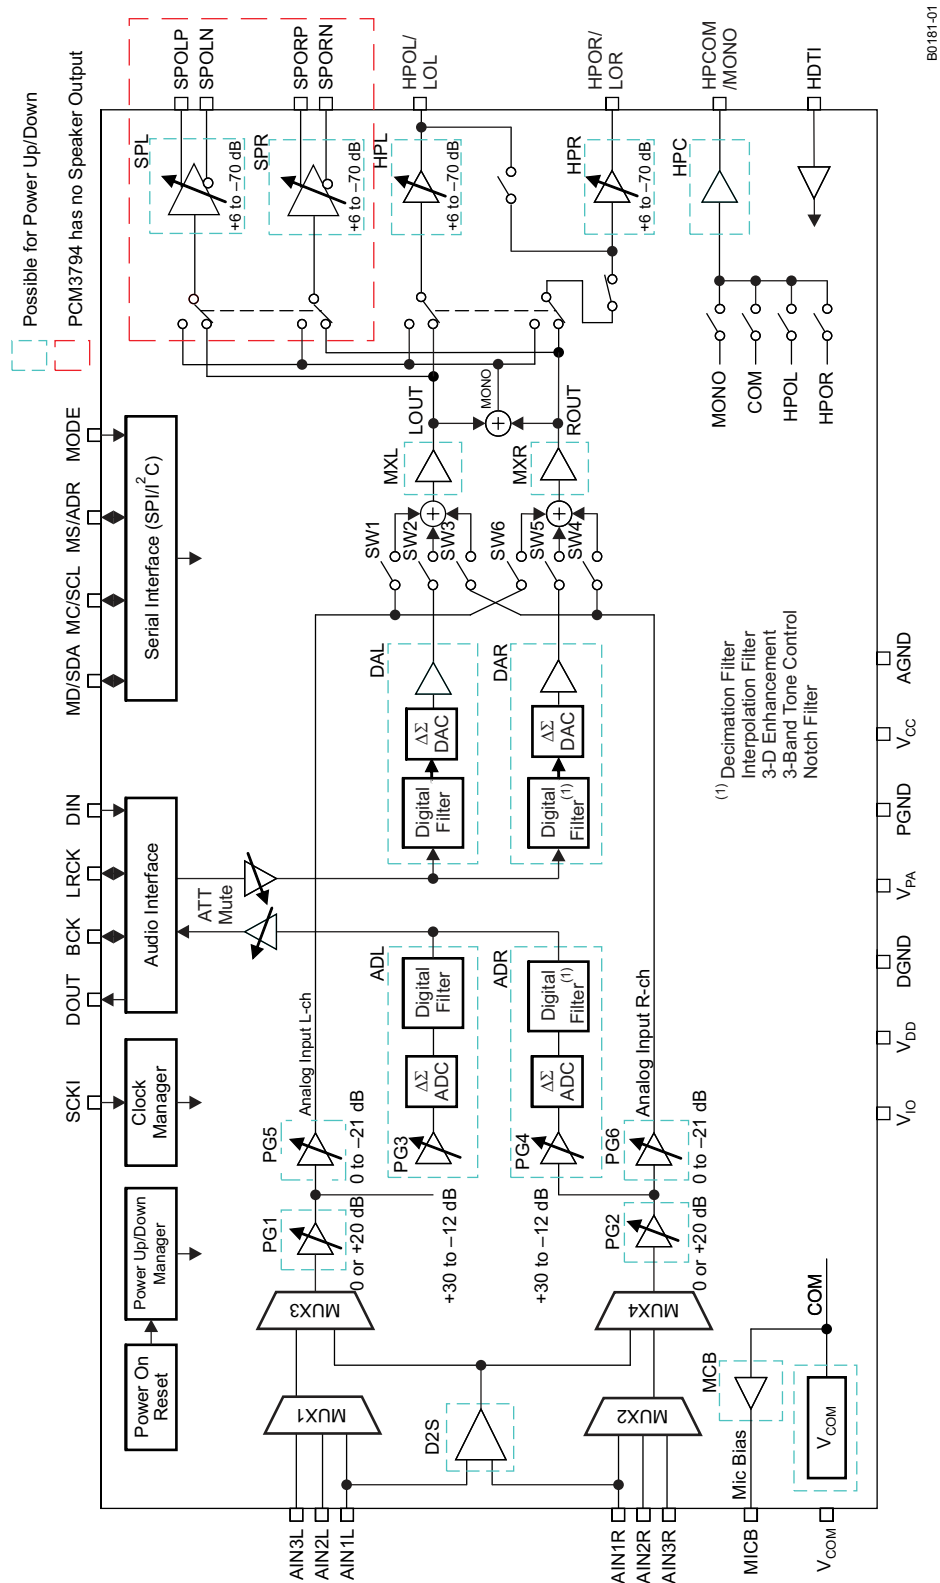 Possible for Power Up/Down
PCM3794 has no Speaker Output
SCKI
DOUT
BCK
LRCK
DIN
MD/SDA
MC/SCL
MS/ADR
MODE
Power On
Reset
Power Up/Down
Manager
Clock
Manager
Audio Interface
Serial Interface (SPI/I²C)
ATT
Mute
AIN3L
AIN2L
AIN1L
MUX1
MUX3
PG1
0 or +20 dB
PG5
0 to –21 dB
Analog Input L-ch
D2S
+30 to –12 dB
PG3
ADL
ΔΣ
ADC
Digital
Filter
DAL
Digital
Filter
ΔΣ
DAC
+30 to –12 dB
PG4
ADR
ΔΣ
ADC
Digital
Filter(1)
DAR
Digital
Filter(1)
ΔΣ
DAC
AIN1R
AIN2R
AIN3R
MUX2
MUX4
PG2
0 or +20 dB
PG6
0 to –21 dB
Analog Input R-ch
SW1
SW2
SW3
SW6
SW5
SW4
MXL
MXR
LOUT
MONO
ROUT
SPL
+6 to –70 dB
SPOLP
SPOLN
SPR
+6 to –70 dB
SPORP
SPORN
HPL
+6 to –70 dB
HPOL/
LOL
HPR
+6 to –70 dB
HPOR/
LOR
HPC
HPCOM
/MONO
MONO
COM
HPOL
HPOR
HDTI
MICB
Mic Bias
MCB
COM
VCOM
VCOM
(1) Decimation Filter
Interpolation Filter
3-D Enhancement
3-Band Tone Control
Notch Filter
VIO
VDD
DGND
VPA
PGND
VCC
AGND
B0181-01